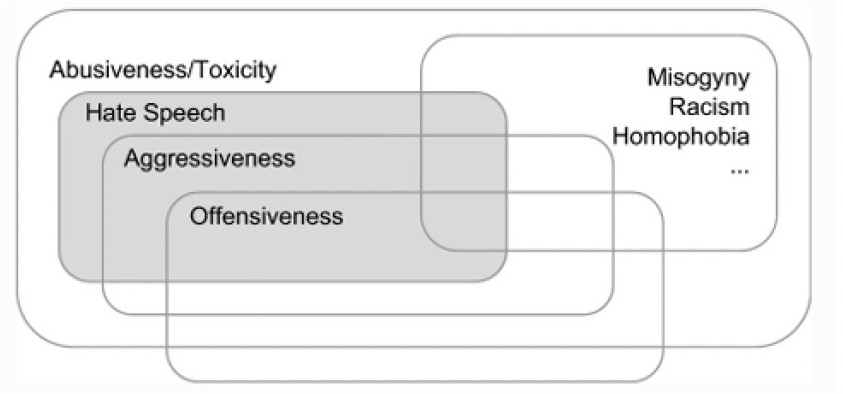 Abusiveness/Toxicity
Hate Speech
Aggressiveness
Offensiveness
Misogyny
Racism
Homophobia
...